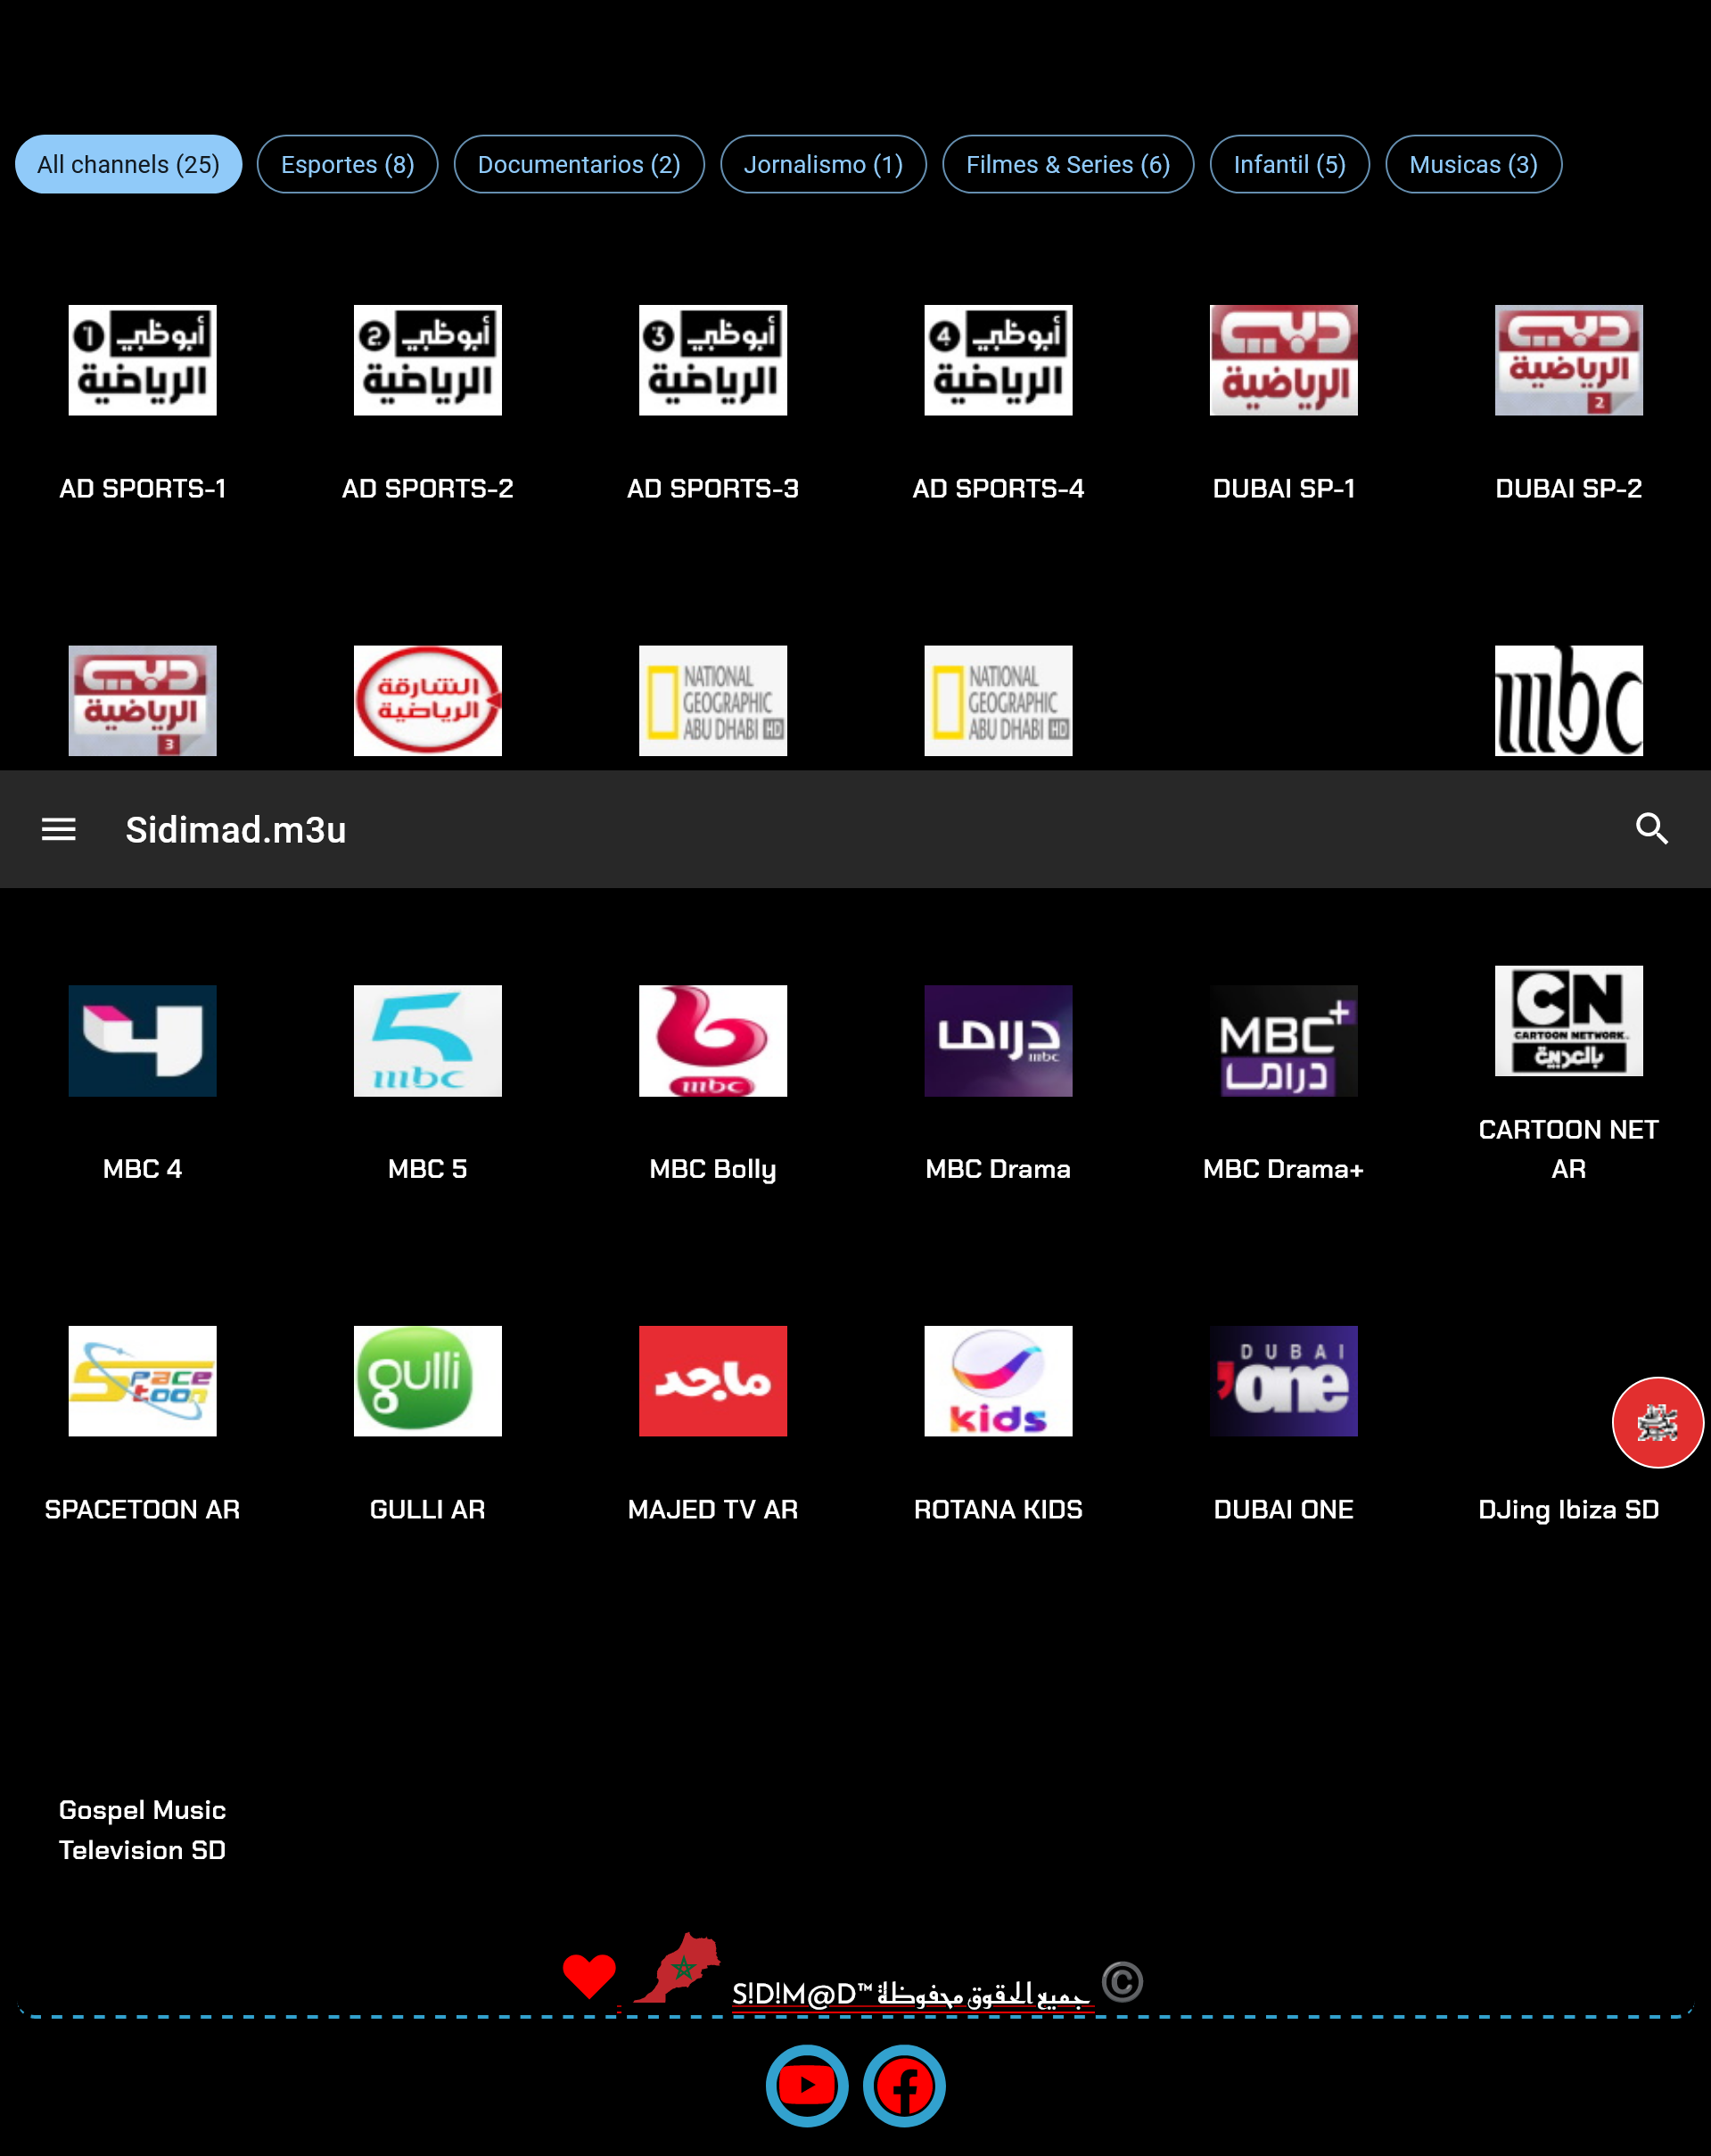 All channels (25) Esportes (8) Documentarios (2) Jornalismo (1) Filmes & Series (6) Infantil (5) Musicas (3)
1 أبوظبي
الرياضية
2 أبوظبي
الرياضية
3 أبوظبي
الرياضية
4 أبوظبي
الرياضية
دبي
الرياضية
دبي
الرياضية
2
AD SPORTS-1 AD SPORTS-2 AD SPORTS-3 AD SPORTS-4 DUBAI SP-1 DUBAI SP-2
دبي
الرياضية
3
الشارقة
الرياضية
NATIONAL
GEOGRAPHIC
ABU DHABI HD
NATIONAL
GEOGRAPHIC
ABU DHABI HD
mbc
Sidimad.m3u
4
5
mbc
mbc
دراما
mbc
MBC+
دراما
CN
CARTOON NETWORK
بالعربية
MBC 4 MBC 5 MBC Bolly MBC Drama MBC Drama+ CARTOON NET
AR
Space
toon
gulli
ماجد
kids
DUBAI
one
SPACETOON AR GULLI AR MAJED TV AR ROTANA KIDS DUBAI ONE DJing Ibiza SD
Gospel Music
Television SD
S!D!M@D™ جميع الحقوق محفوظة ©